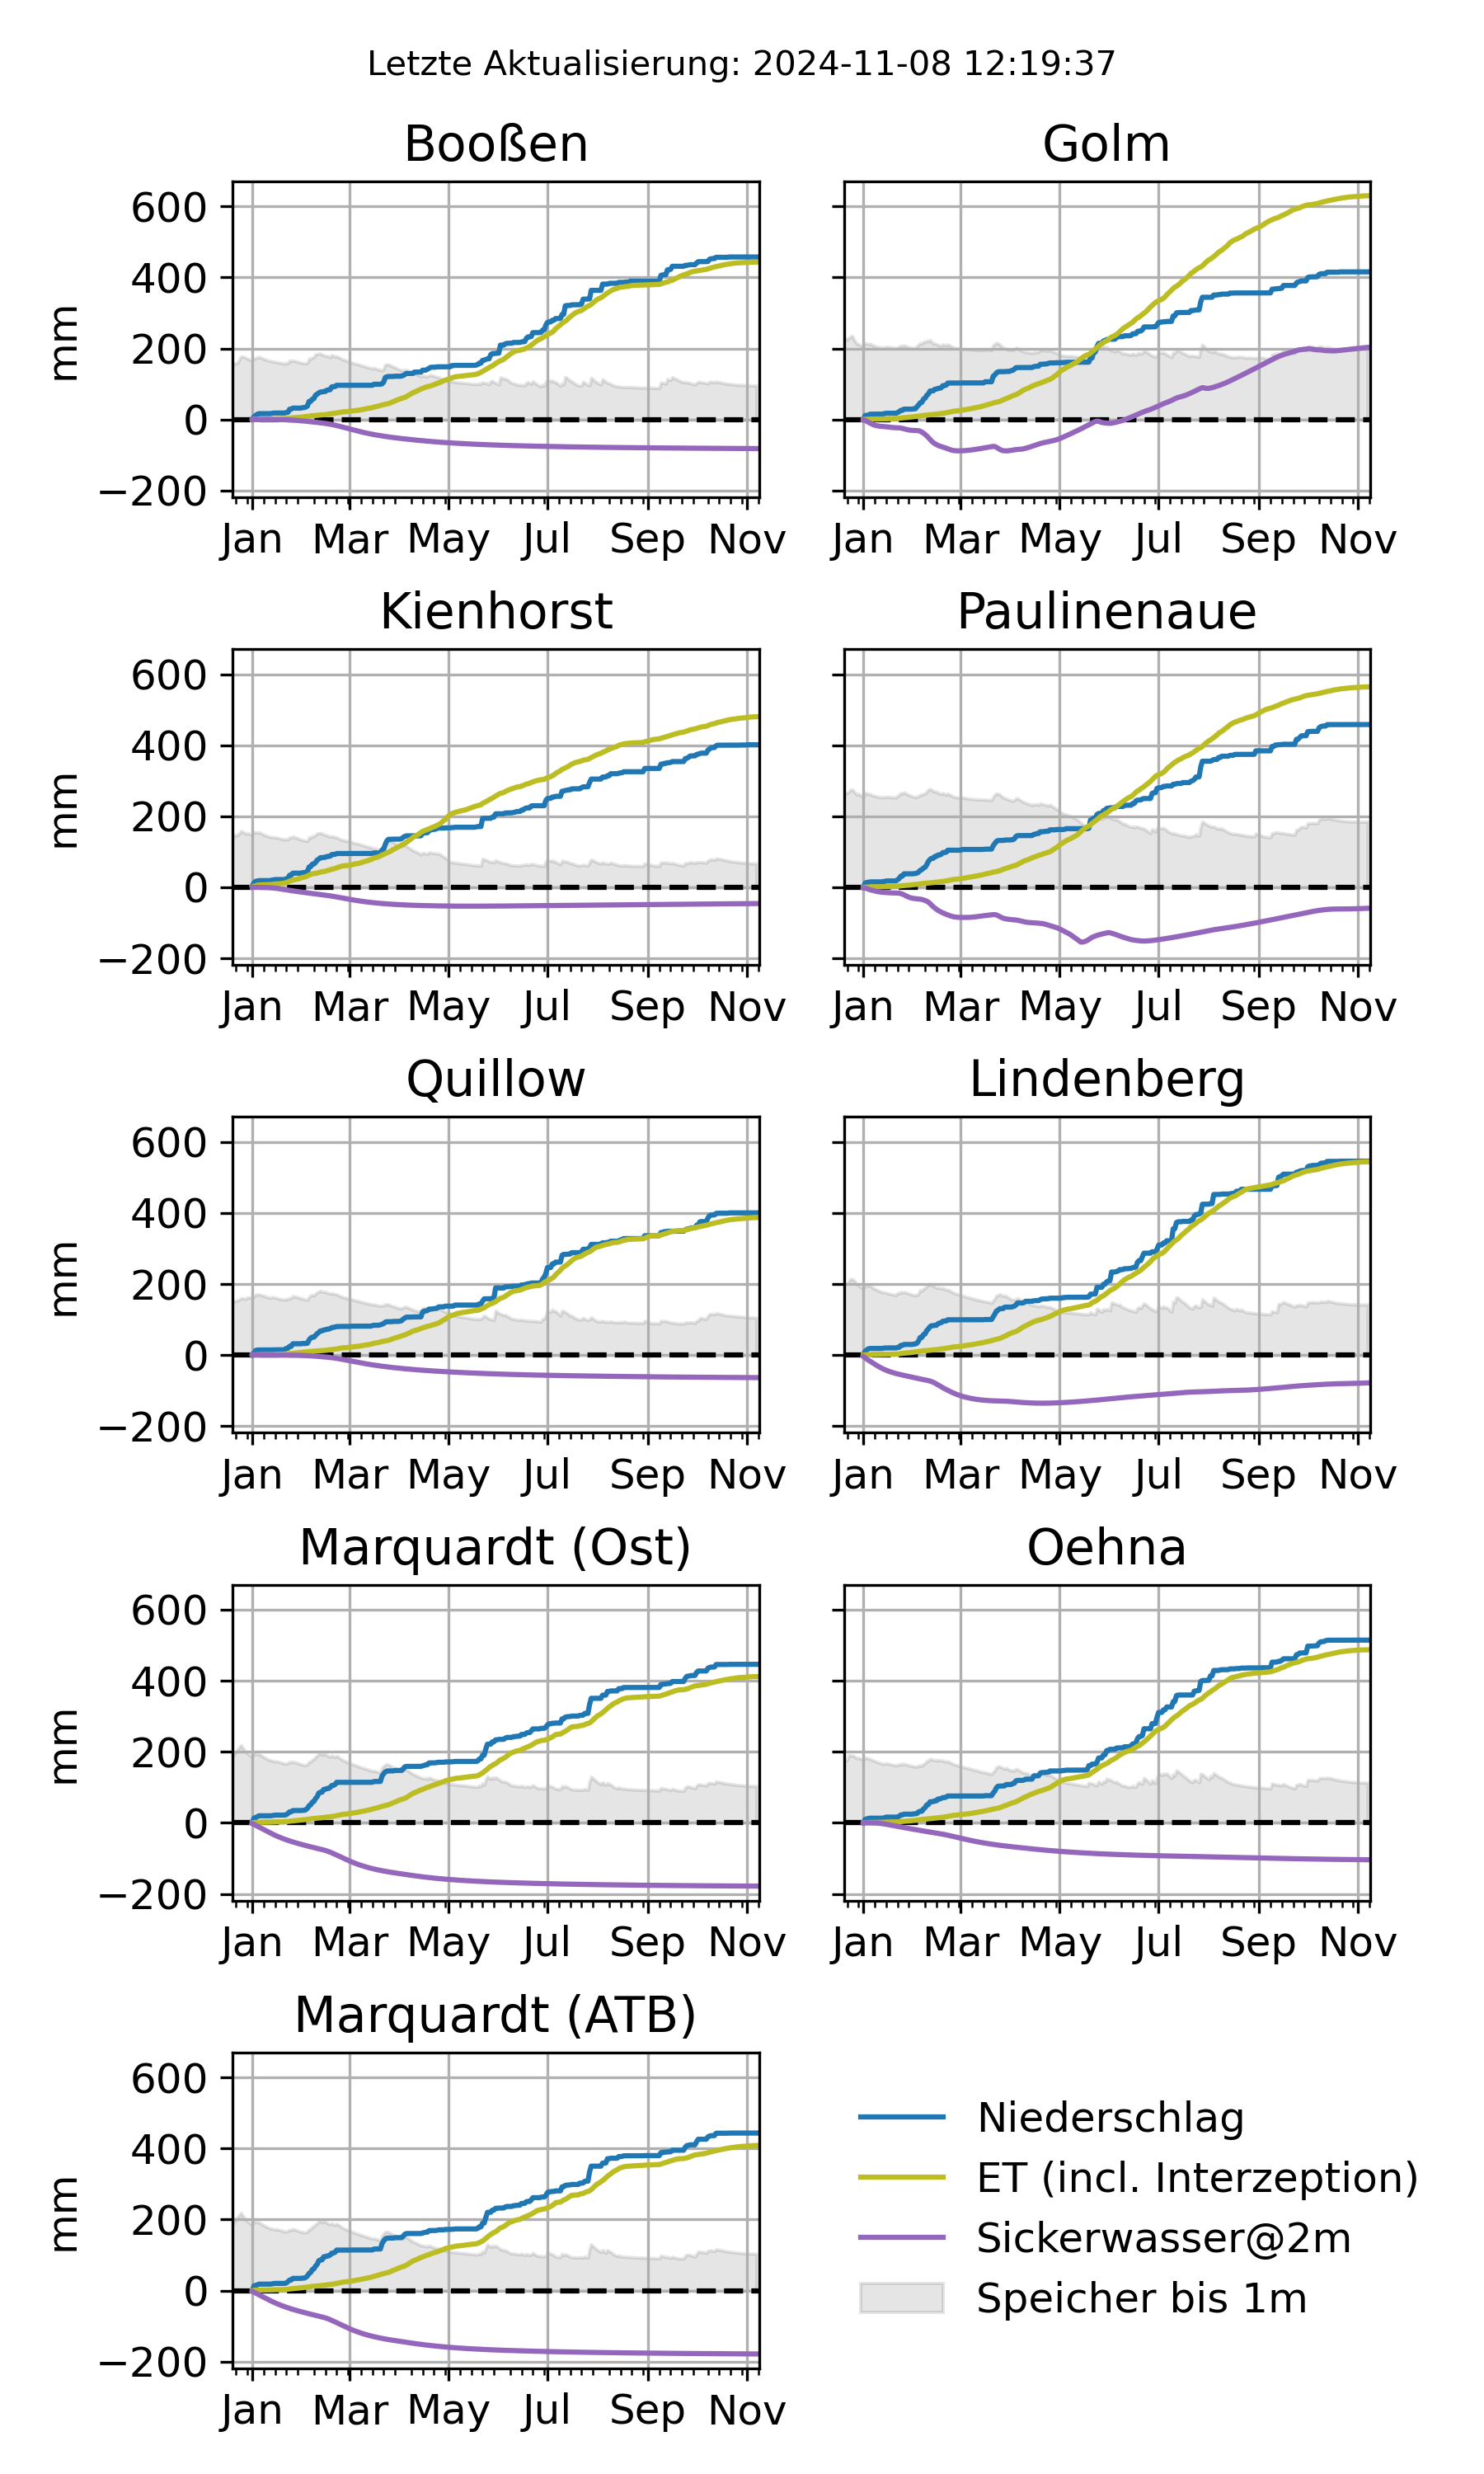 Letzte Aktualisierung: 2024-11-08 12:19:37
Booßen
Golm
600
400
200
0
−200
mm
Jan Mar May Jul Sep Nov
Jan Mar May Jul Sep Nov
Kienhorst
Paulinenaue
600
400
200
0
−200
mm
Jan Mar May Jul Sep Nov
Jan Mar May Jul Sep Nov
Quillow
Lindenberg
600
400
200
0
−200
mm
Jan Mar May Jul Sep Nov
Jan Mar May Jul Sep Nov
Marquardt (Ost)
Oehna
600
400
200
0
−200
mm
Jan Mar May Jul Sep Nov
Jan Mar May Jul Sep Nov
Marquardt (ATB)
600
400
200
0
−200
mm
Jan Mar May Jul Sep Nov
Niederschlag
ET (incl. Interzeption)
Sickerwasser@2m
Speicher bis 1m